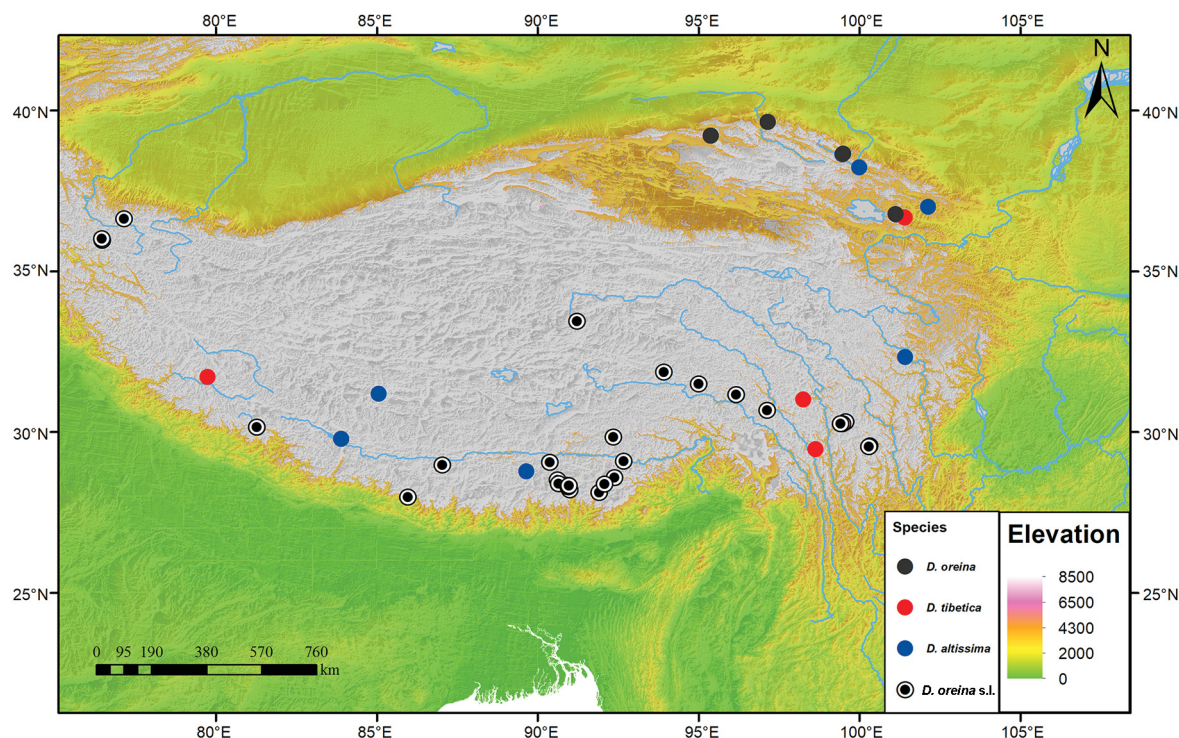 80°E 85°E 90°E 95°E 100°E 105°E
N
40°N 40°N
35°N 35°N
30°N 30°N
25°N 25°N
Species
D. oreina
D. tibetica
D. altissima
D. oreina s.l.
Elevation
8500
6500
4300
2000
0
0 95 190 380 570 760
km
80°E 85°E 90°E 95°E 100°E 105°E